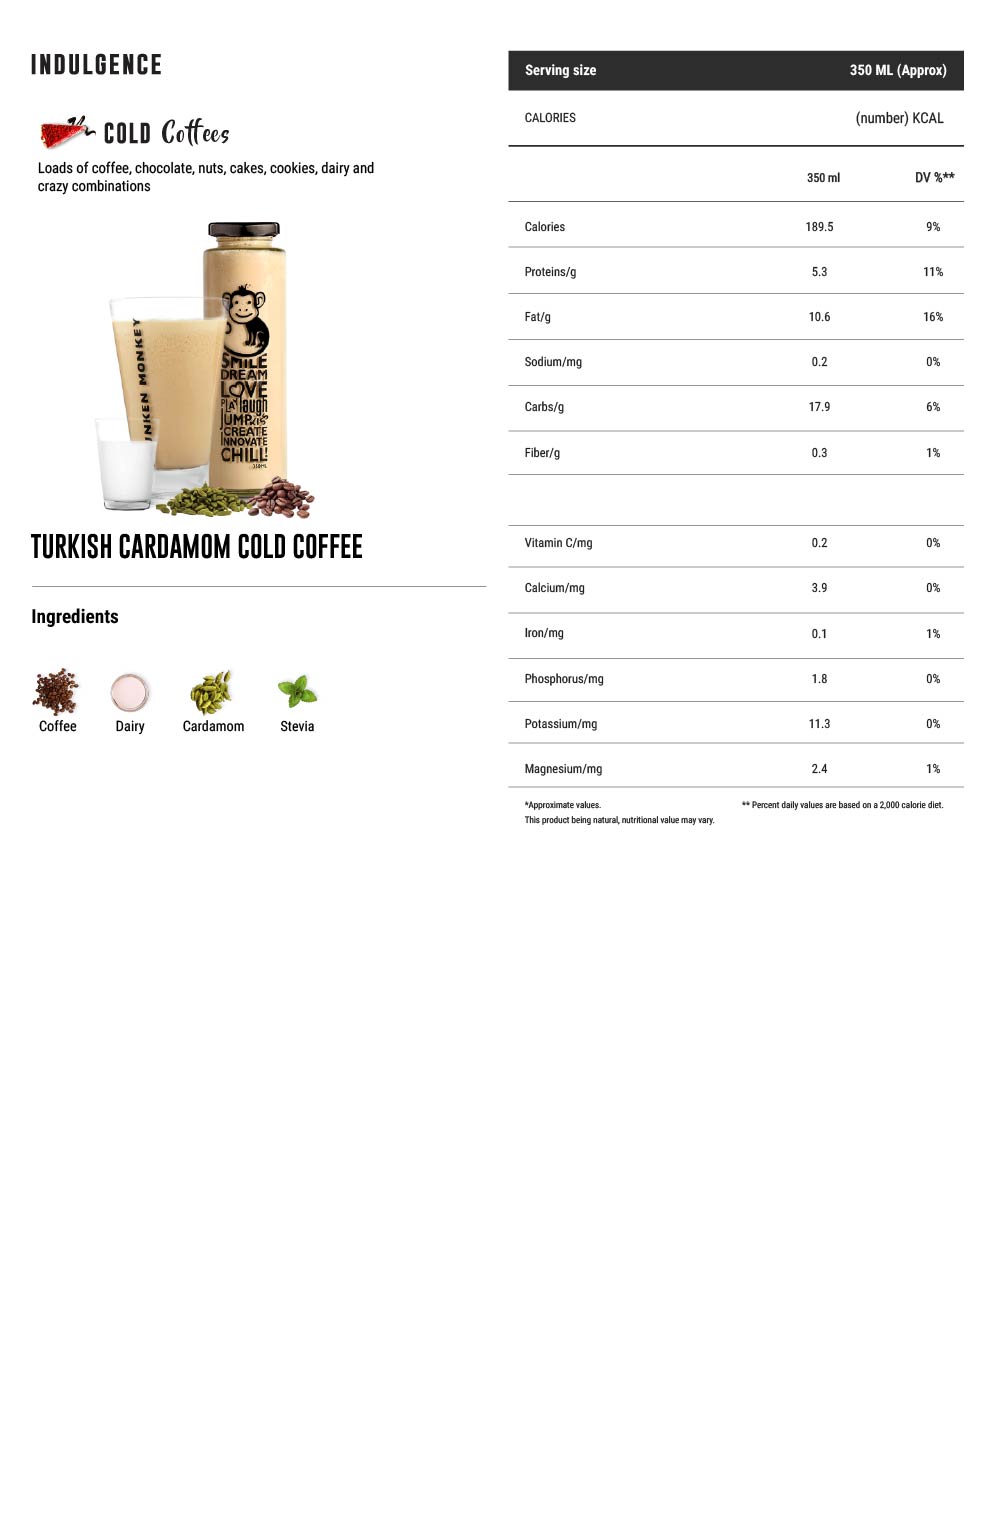 INDULGENCE
COLD Coffees
Loads of coffee, chocolate, nuts, cakes, cookies, dairy and
crazy combinations
UNKEN MONKEY
SMILE
DREAM
LOVE
PLAY laugh
JUMP KISS
CREATE
INNOVATE
CHILL!
350ML
TURKISH CARDAMOM COLD COFFEE
Ingredients
Coffee Dairy Cardamom Stevia
Serving size 350 ML (Approx)
CALORIES (number) KCAL
350 ml DV %**
Calories 189.5 9%
Proteins/g 5.3 11%
Fat/g 10.6 16%
Sodium/mg 0.2 0%
Carbs/g 17.9 6%
Fiber/g 0.3 1%
Vitamin C/mg 0.2 0%
Calcium/mg 3.9 0%
Iron/mg 0.1 1%
Phosphorus/mg 1.8 0%
Potassium/mg 11.3 0%
Magnesium/mg 2.4 1%
*Approximate values. ** Percent daily values are based on a 2,000 calorie diet.
This product being natural, nutritional value may vary.